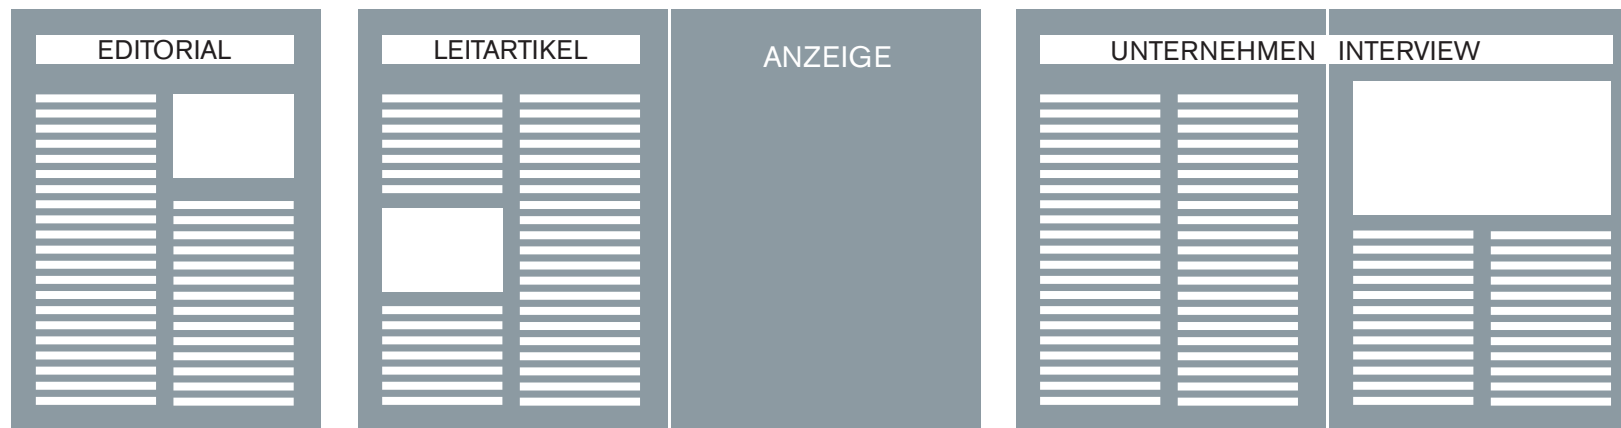 EDITORIAL
LEITARTIKEL
ANZEIGE
UNTERNEHMEN INTERVIEW